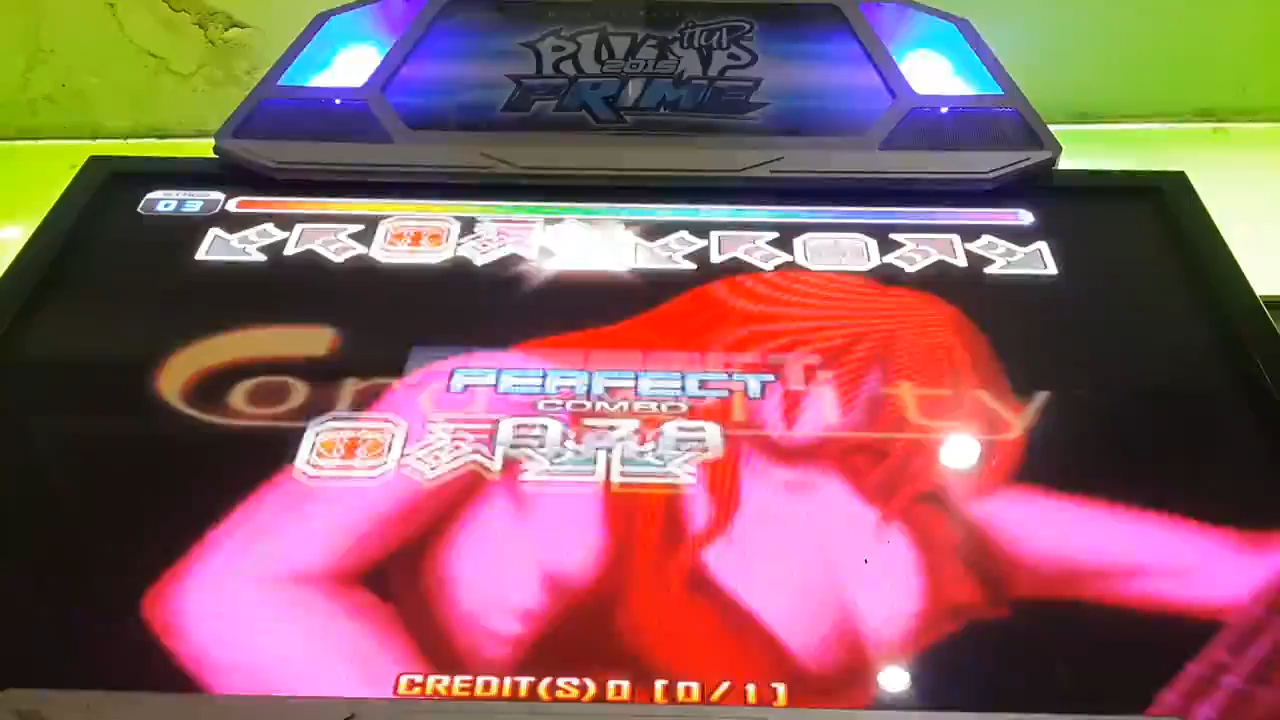 PUMP
it UP
2015
PRIME
03
PERFECT
COMBO
CREDIT(S) 0 [0/1]